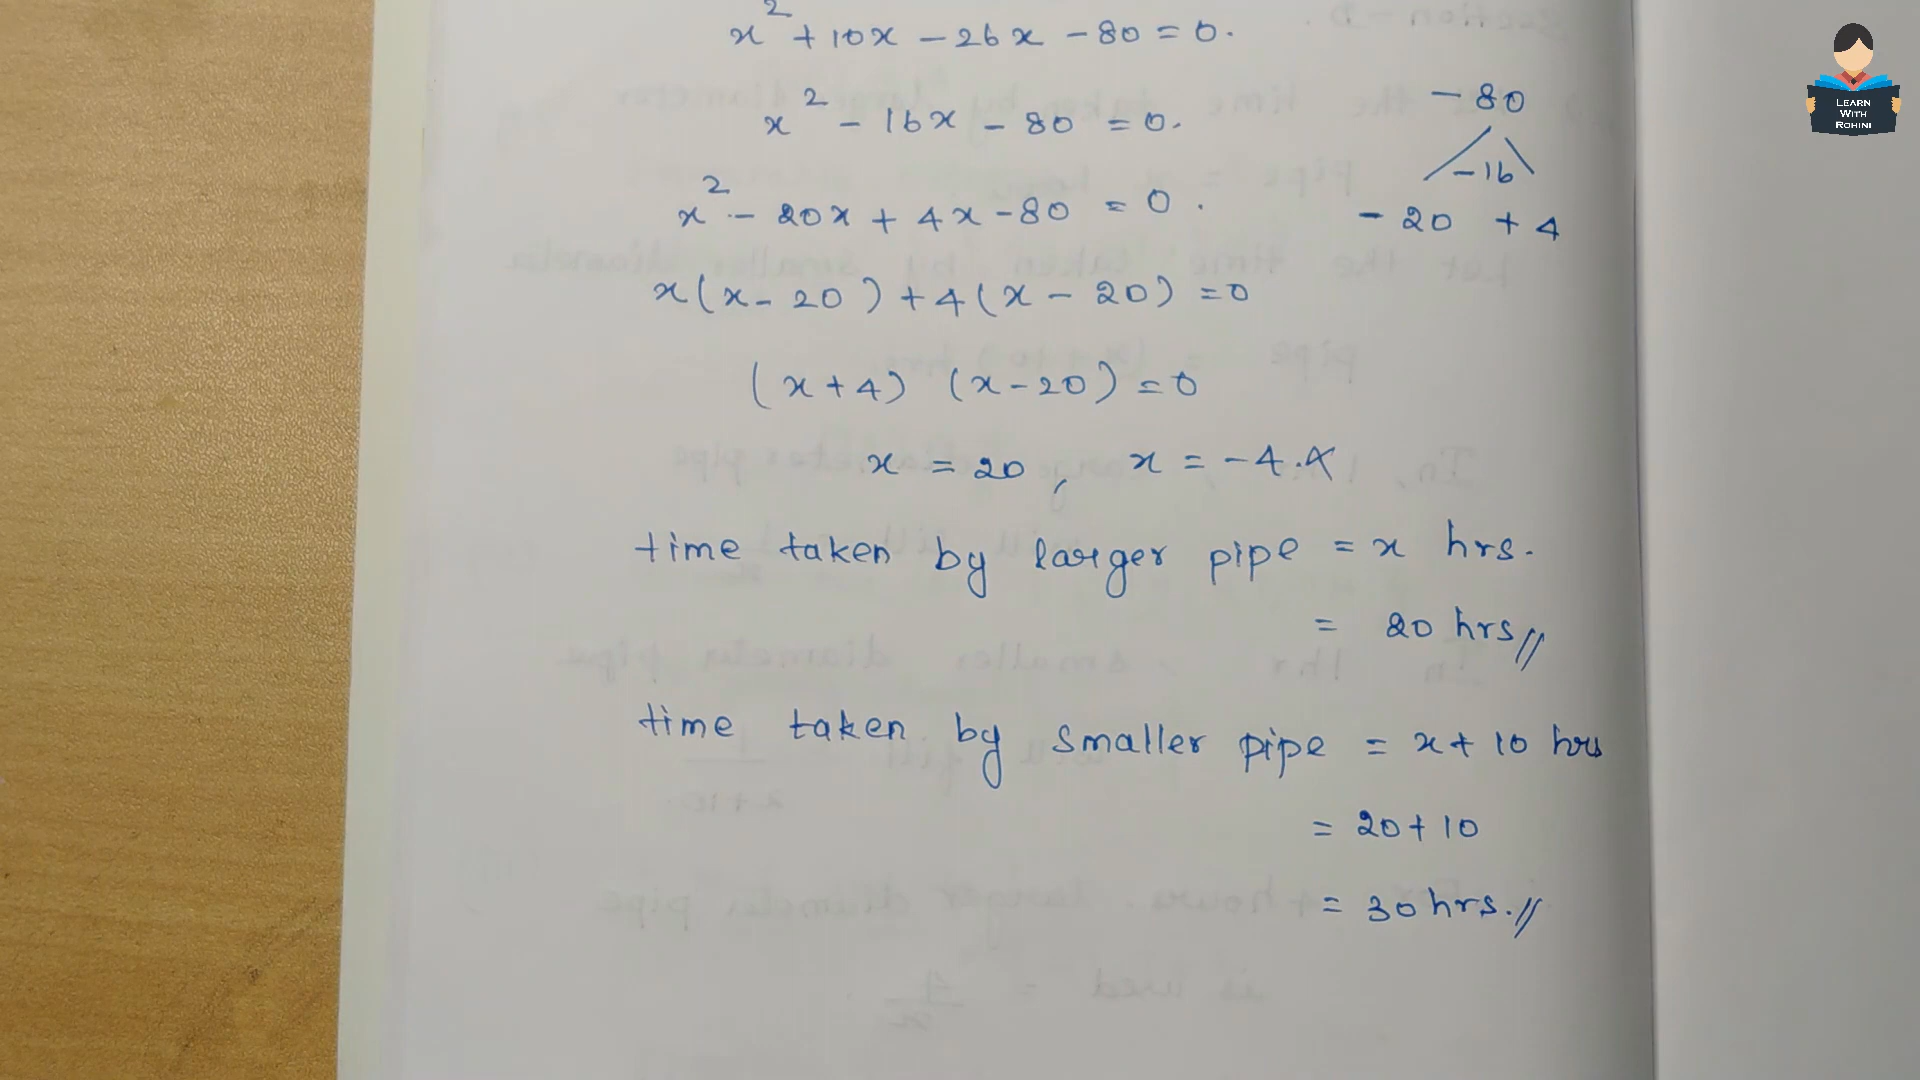 x² + 10x - 26x - 80 = 0.
x² - 16x - 80 = 0.
x² - 20x + 4x - 80 = 0.
x(x - 20) + 4(x - 20) = 0
(x + 4) (x - 20) = 0
x = 20, x = -4. x
time taken by larger pipe = x hrs.
= 20 hrs//
time taken by smaller pipe = x + 10 hrs
= 20 + 10
= 30 hrs.//
- 80
- 16
- 20 + 4
LEARN
WITH
ROHINI